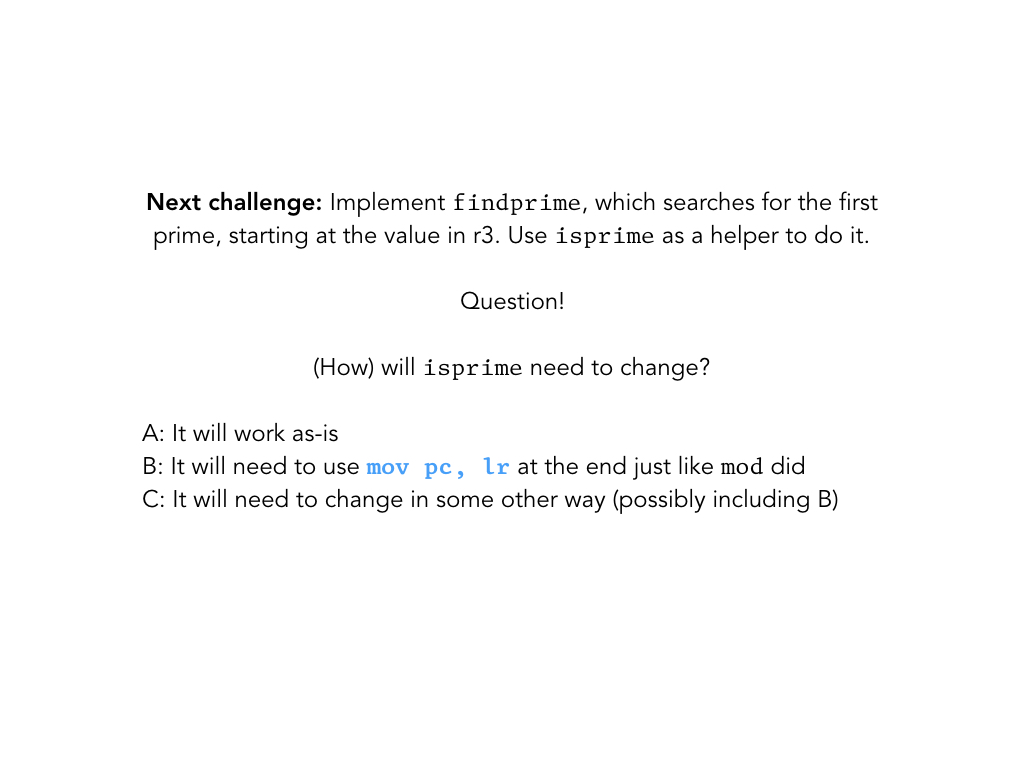 Next challenge: Implement findprime, which searches for the first
prime, starting at the value in r3. Use isprime as a helper to do it.
Question!
(How) will isprime need to change?
A: It will work as-is
B: It will need to use mov pc, lr at the end just like mod did
C: It will need to change in some other way (possibly including B)